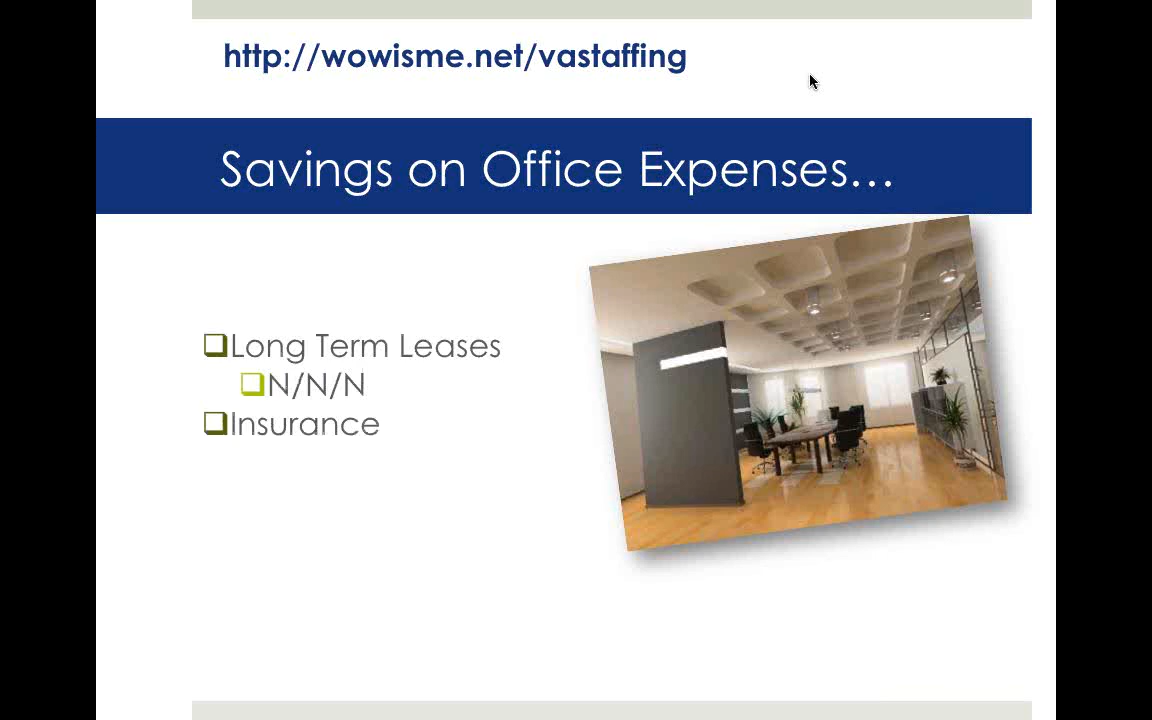 http://wowisme.net/vastaffing
Savings on Office Expenses...
Long Term Leases
N/N/N
Insurance